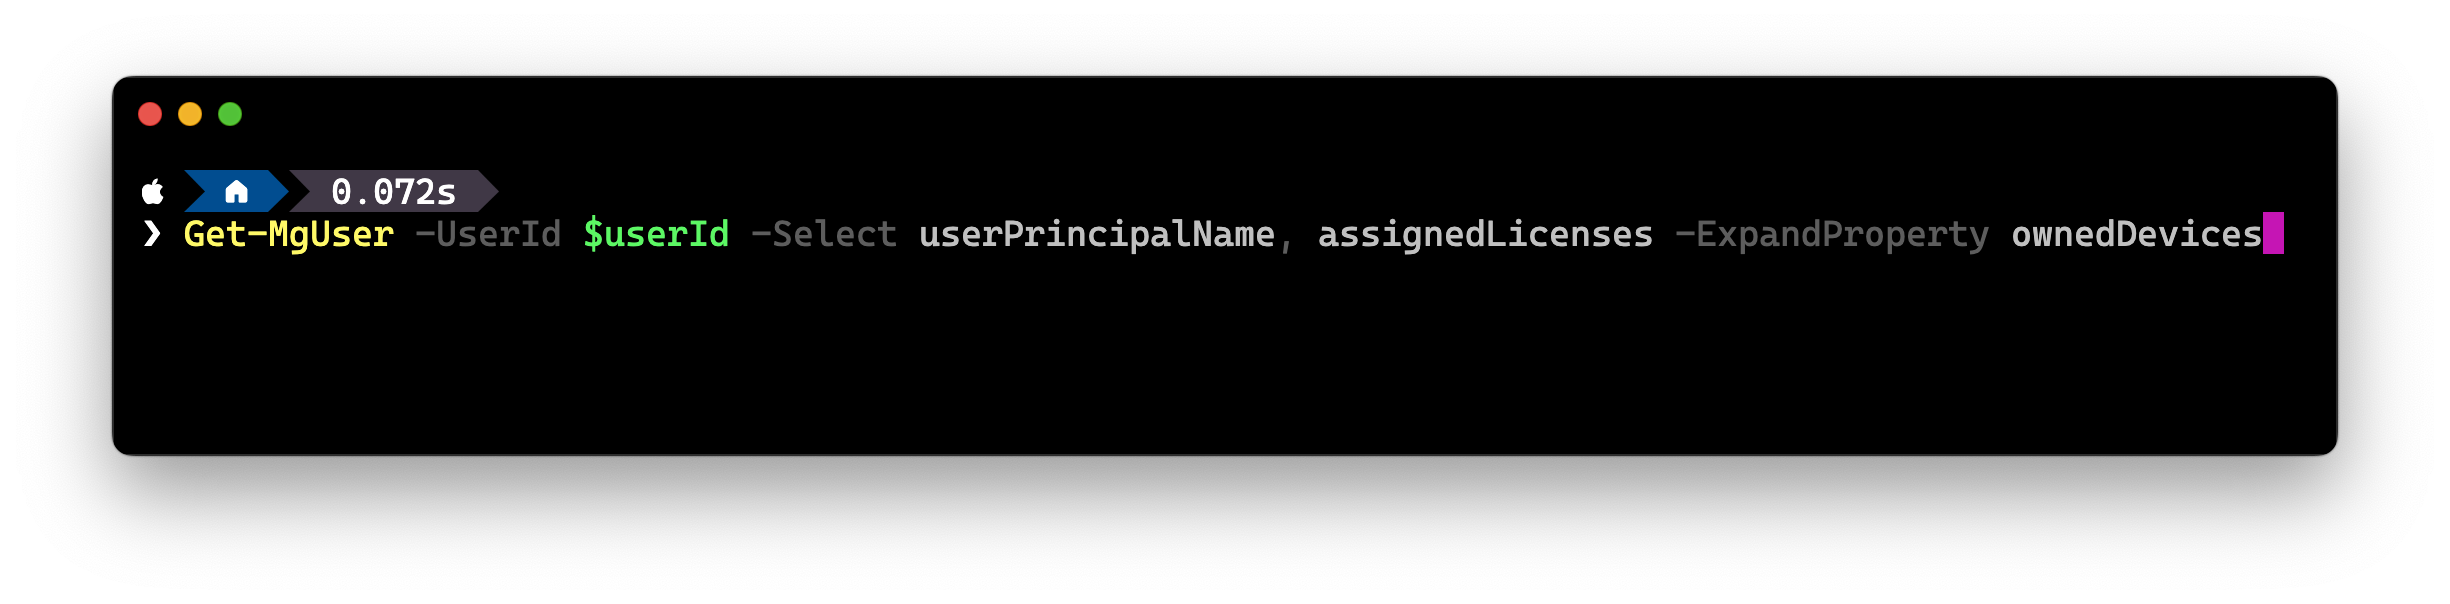 0.072s
❯ Get-MgUser -UserId $userId -Select userPrincipalName, assignedLicenses -ExpandProperty ownedDevices